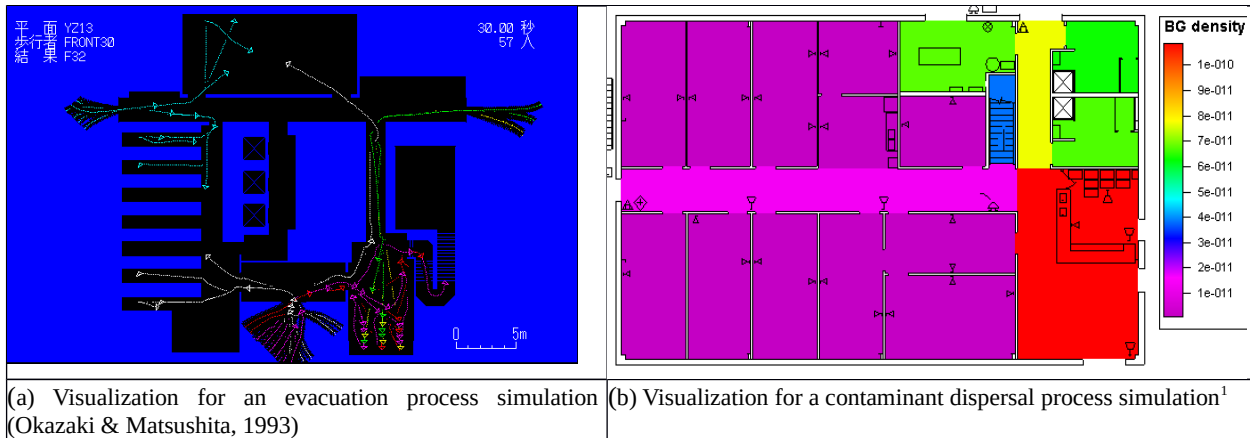 平 面 YZ13
歩行者 FRONT30
結 果 F32
30.00 秒
57 人
0 5m
BG density
1e-010
9e-011
8e-011
7e-011
6e-011
5e-011
4e-011
3e-011
2e-011
1e-011
(a) Visualization for an evacuation process simulation
(Okazaki & Matsushita, 1993)
(b) Visualization for a contaminant dispersal process simulation¹